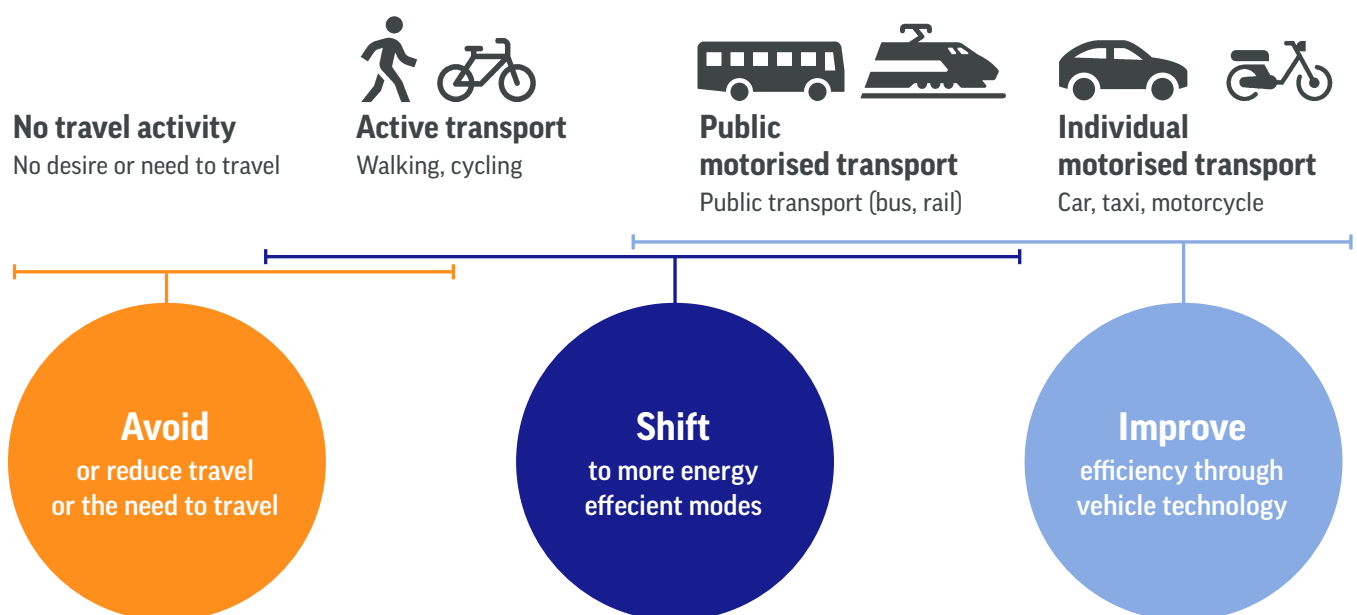 No travel activity
No desire or need to travel
Active transport
Walking, cycling
Public
motorised transport
Public transport (bus, rail)
Individual
motorised transport
Car, taxi, motorcycle
Avoid
or reduce travel
or the need to travel
Shift
to more energy
effecient modes
Improve
efficiency through
vehicle technology